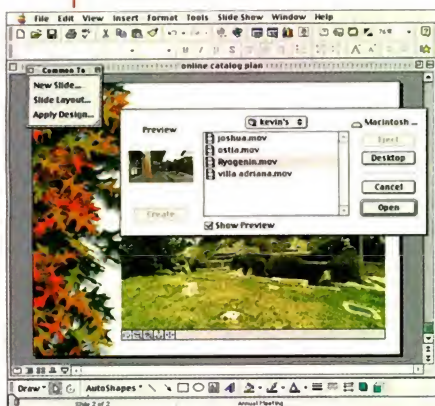 File Edit View Insert Format Tools Slide Show Window Help
online catalog plan
Common To
New Slide...
Slide Layout...
Apply Design...
Preview
kevin's
Macintosh ...
joshua.mov
ostia.mov
Ryogenin.mov
villa adriana.mov
Eject
Desktop
Cancel
Open
Create
Show Preview
Draw AutoShapes
Slide 2 of 2
Annual Meeting